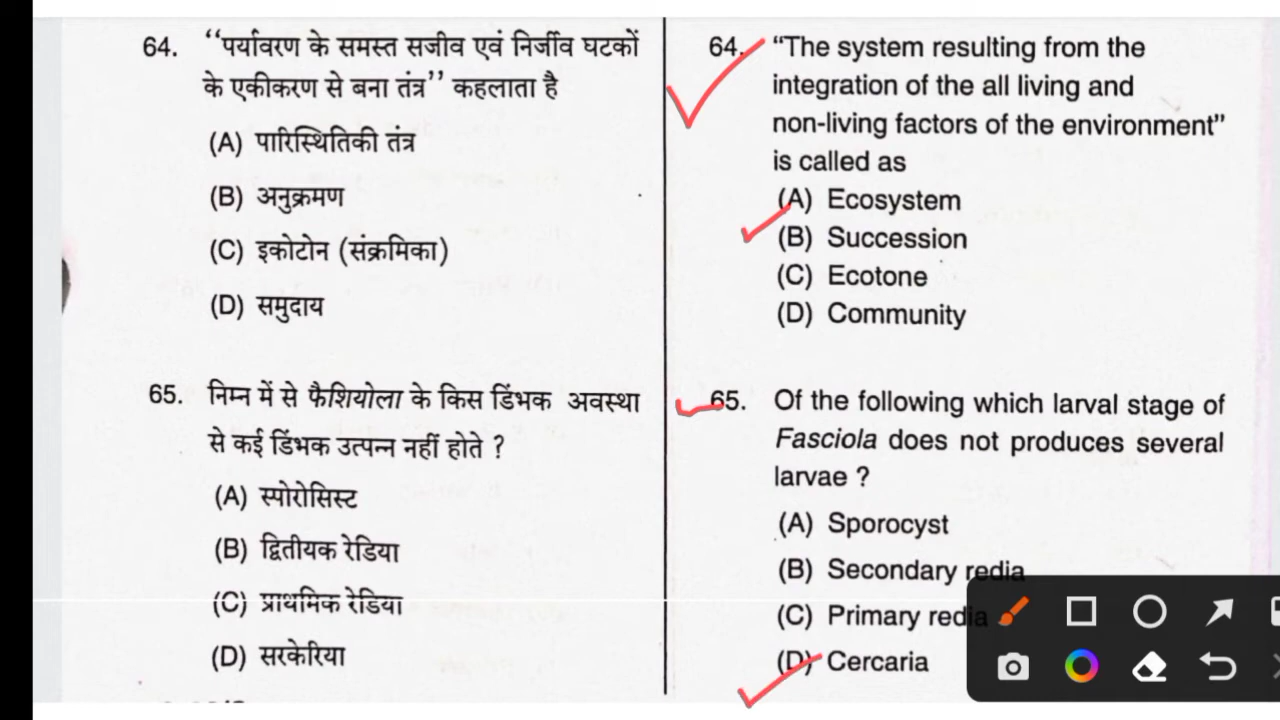 64. “पर्यावरण के समस्त सजीव एवं निर्जीव घटकों
के एकीकरण से बना तंत्र” कहलाता है
(A) पारिस्थितिकी तंत्र
(B) अनुक्रमण
(C) इकोटोन (संक्रमिका)
(D) समुदाय
65. निम्न में से फैशियोला के किस डिंभक अवस्था
से कई डिंभक उत्पन्न नहीं होते ?
(A) स्पोरोसिस्ट
(B) द्वितीयक रेडिया
(C) प्राथमिक रेडिया
(D) सरकेरिया
64. “The system resulting from the
integration of the all living and
non-living factors of the environment”
is called as
(A) Ecosystem
(B) Succession
(C) Ecotone
(D) Community
65. Of the following which larval stage of
Fasciola does not produces several
larvae ?
(A) Sporocyst
(B) Secondary redia
(C) Primary redia
(D) Cercaria